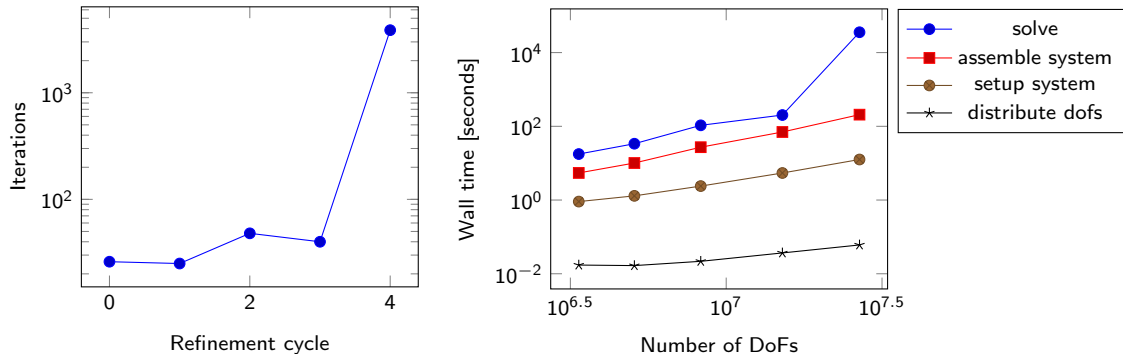 10^3
10^2
Iterations
0
2
4
Refinement cycle
10^4
10^2
10^0
10^−2
Wall time [seconds]
10^6.5
10^7
10^7.5
Number of DoFs
solve
assemble system
setup system
distribute dofs